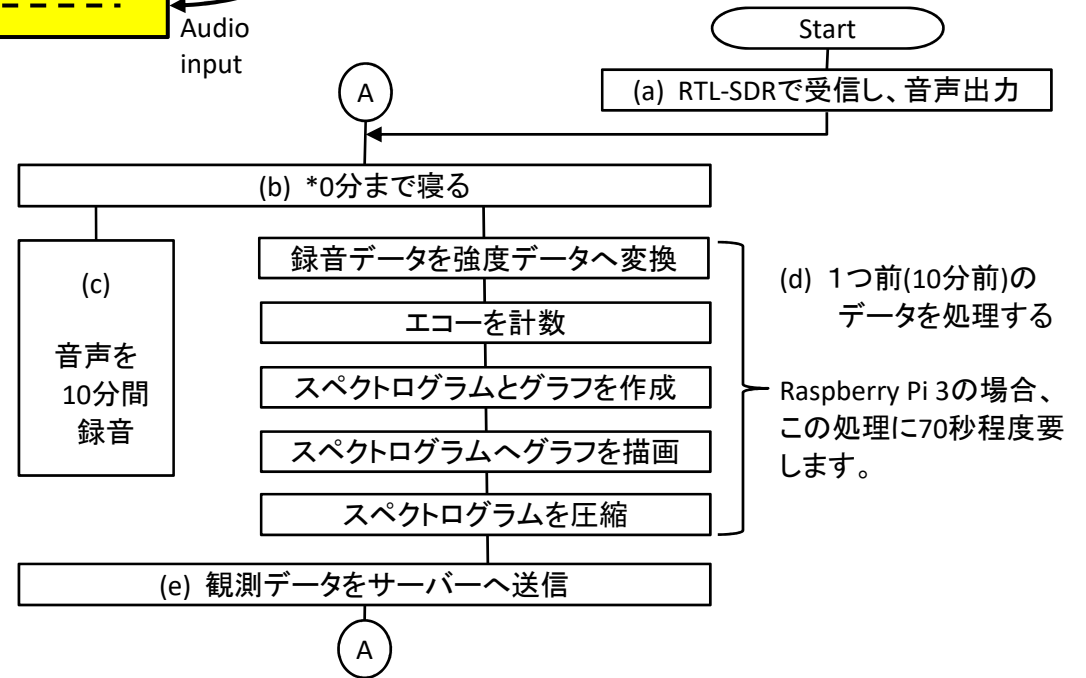 Audio
input
Start
(a) RTL-SDRで受信し、音声出力
A
(b) *0分まで寝る
(c)
音声を
10分間
録音
録音データを強度データへ変換
エコーを計数
スペクトログラムとグラフを作成
スペクトログラムへグラフを描画
スペクトログラムを圧縮
(d) 1つ前(10分前)の
データを処理する
Raspberry Pi 3の場合、
この処理に70秒程度要
します。
(e) 観測データをサーバーへ送信
A